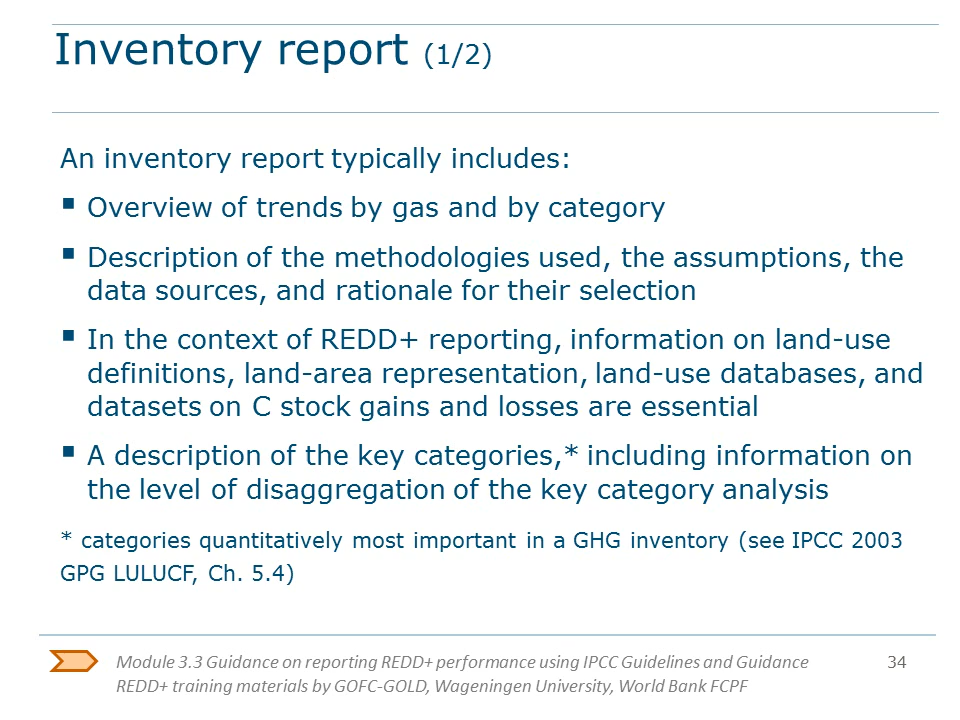 Inventory report (1/2)
An inventory report typically includes:
▪ Overview of trends by gas and by category
▪ Description of the methodologies used, the assumptions, the
data sources, and rationale for their selection
▪ In the context of REDD+ reporting, information on land-use
definitions, land-area representation, land-use databases, and
datasets on C stock gains and losses are essential
▪ A description of the key categories,* including information on
the level of disaggregation of the key category analysis
* categories quantitatively most important in a GHG inventory (see IPCC 2003
GPG LULUCF, Ch. 5.4)
Module 3.3 Guidance on reporting REDD+ performance using IPCC Guidelines and Guidance
REDD+ training materials by GOFC-GOLD, Wageningen University, World Bank FCPF
34